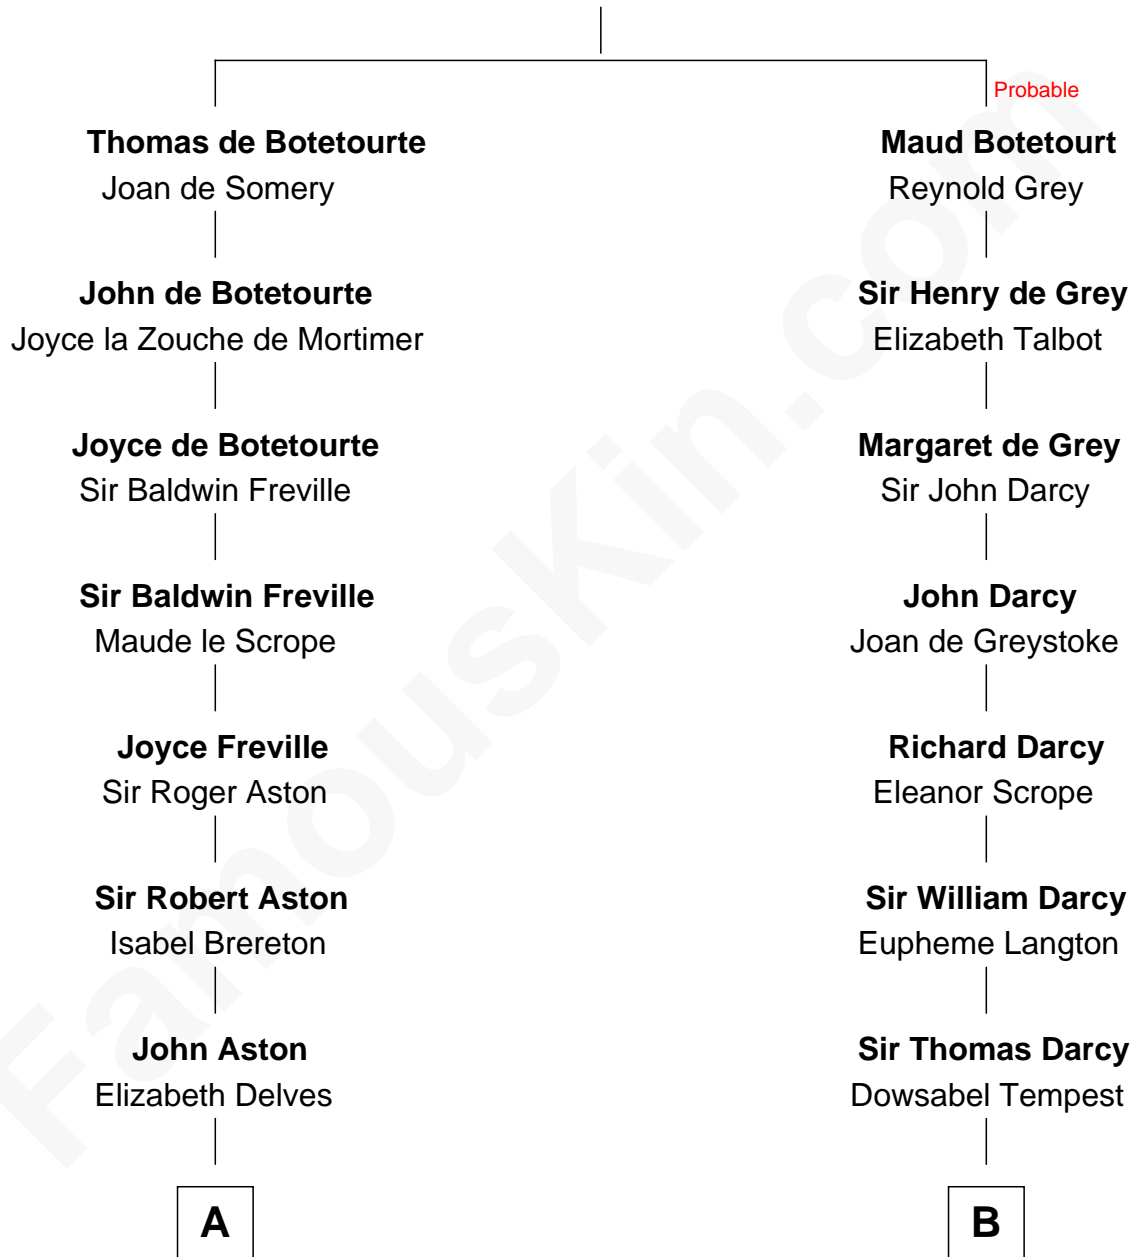 Probable
Thomas de Botetourte
Joan de Somery
Maud Botetourt
Reynold Grey
John de Botetourte
Joyce la Zouche de Mortimer
Sir Henry de Grey
Elizabeth Talbot
Joyce de Botetourte
Sir Baldwin Freville
Margaret de Grey
Sir John Darcy
Sir Baldwin Freville
Maude le Scrope
John Darcy
Joan de Greystoke
Joyce Freville
Sir Roger Aston
Richard Darcy
Eleanor Scrope
Sir Robert Aston
Isabel Brereton
Sir William Darcy
Eupheme Langton
John Aston
Elizabeth Delves
Sir Thomas Darcy
Dowsabel Tempest
A
B
FamousKin.com